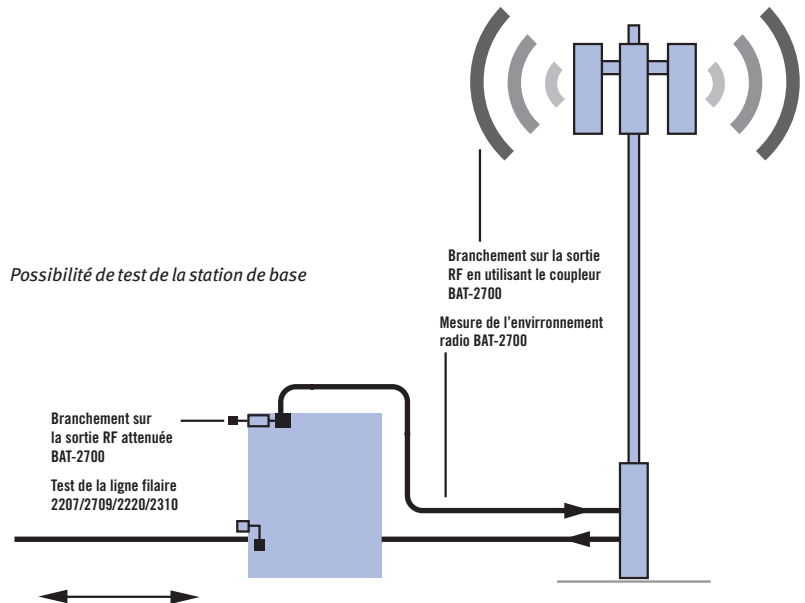 Possibilité de test de la station de base
Branchement sur la sortie
RF en utilisant le coupleur
BAT-2700
Mesure de l'envirronnement
radio BAT-2700
Branchement sur
la sortie RF attenuée
BAT-2700
Test de la ligne filaire
2207/2709/2220/2310